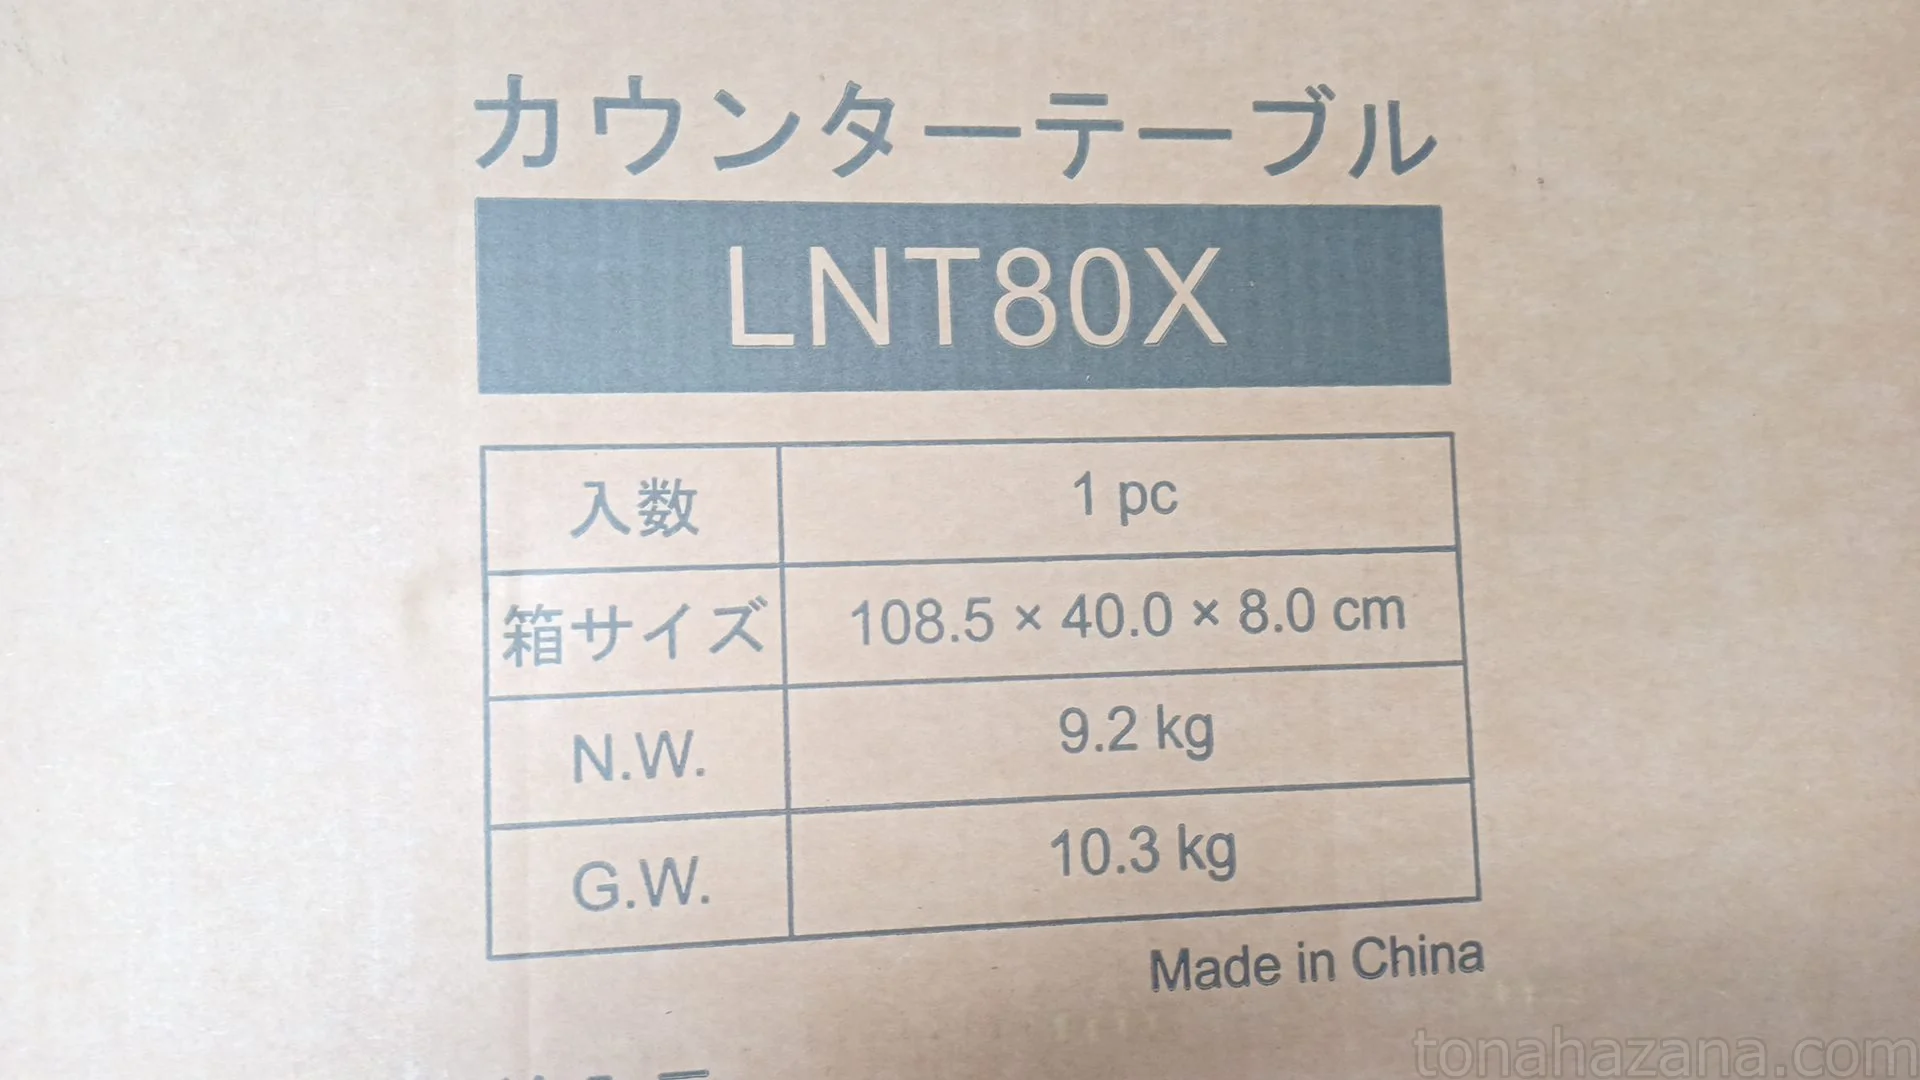 カウンターテーブル
LNT80X
入数 1 pc
箱サイズ 108.5 × 40.0 × 8.0 cm
N.W. 9.2 kg
G.W. 10.3 kg
Made in China
tonahazana.com